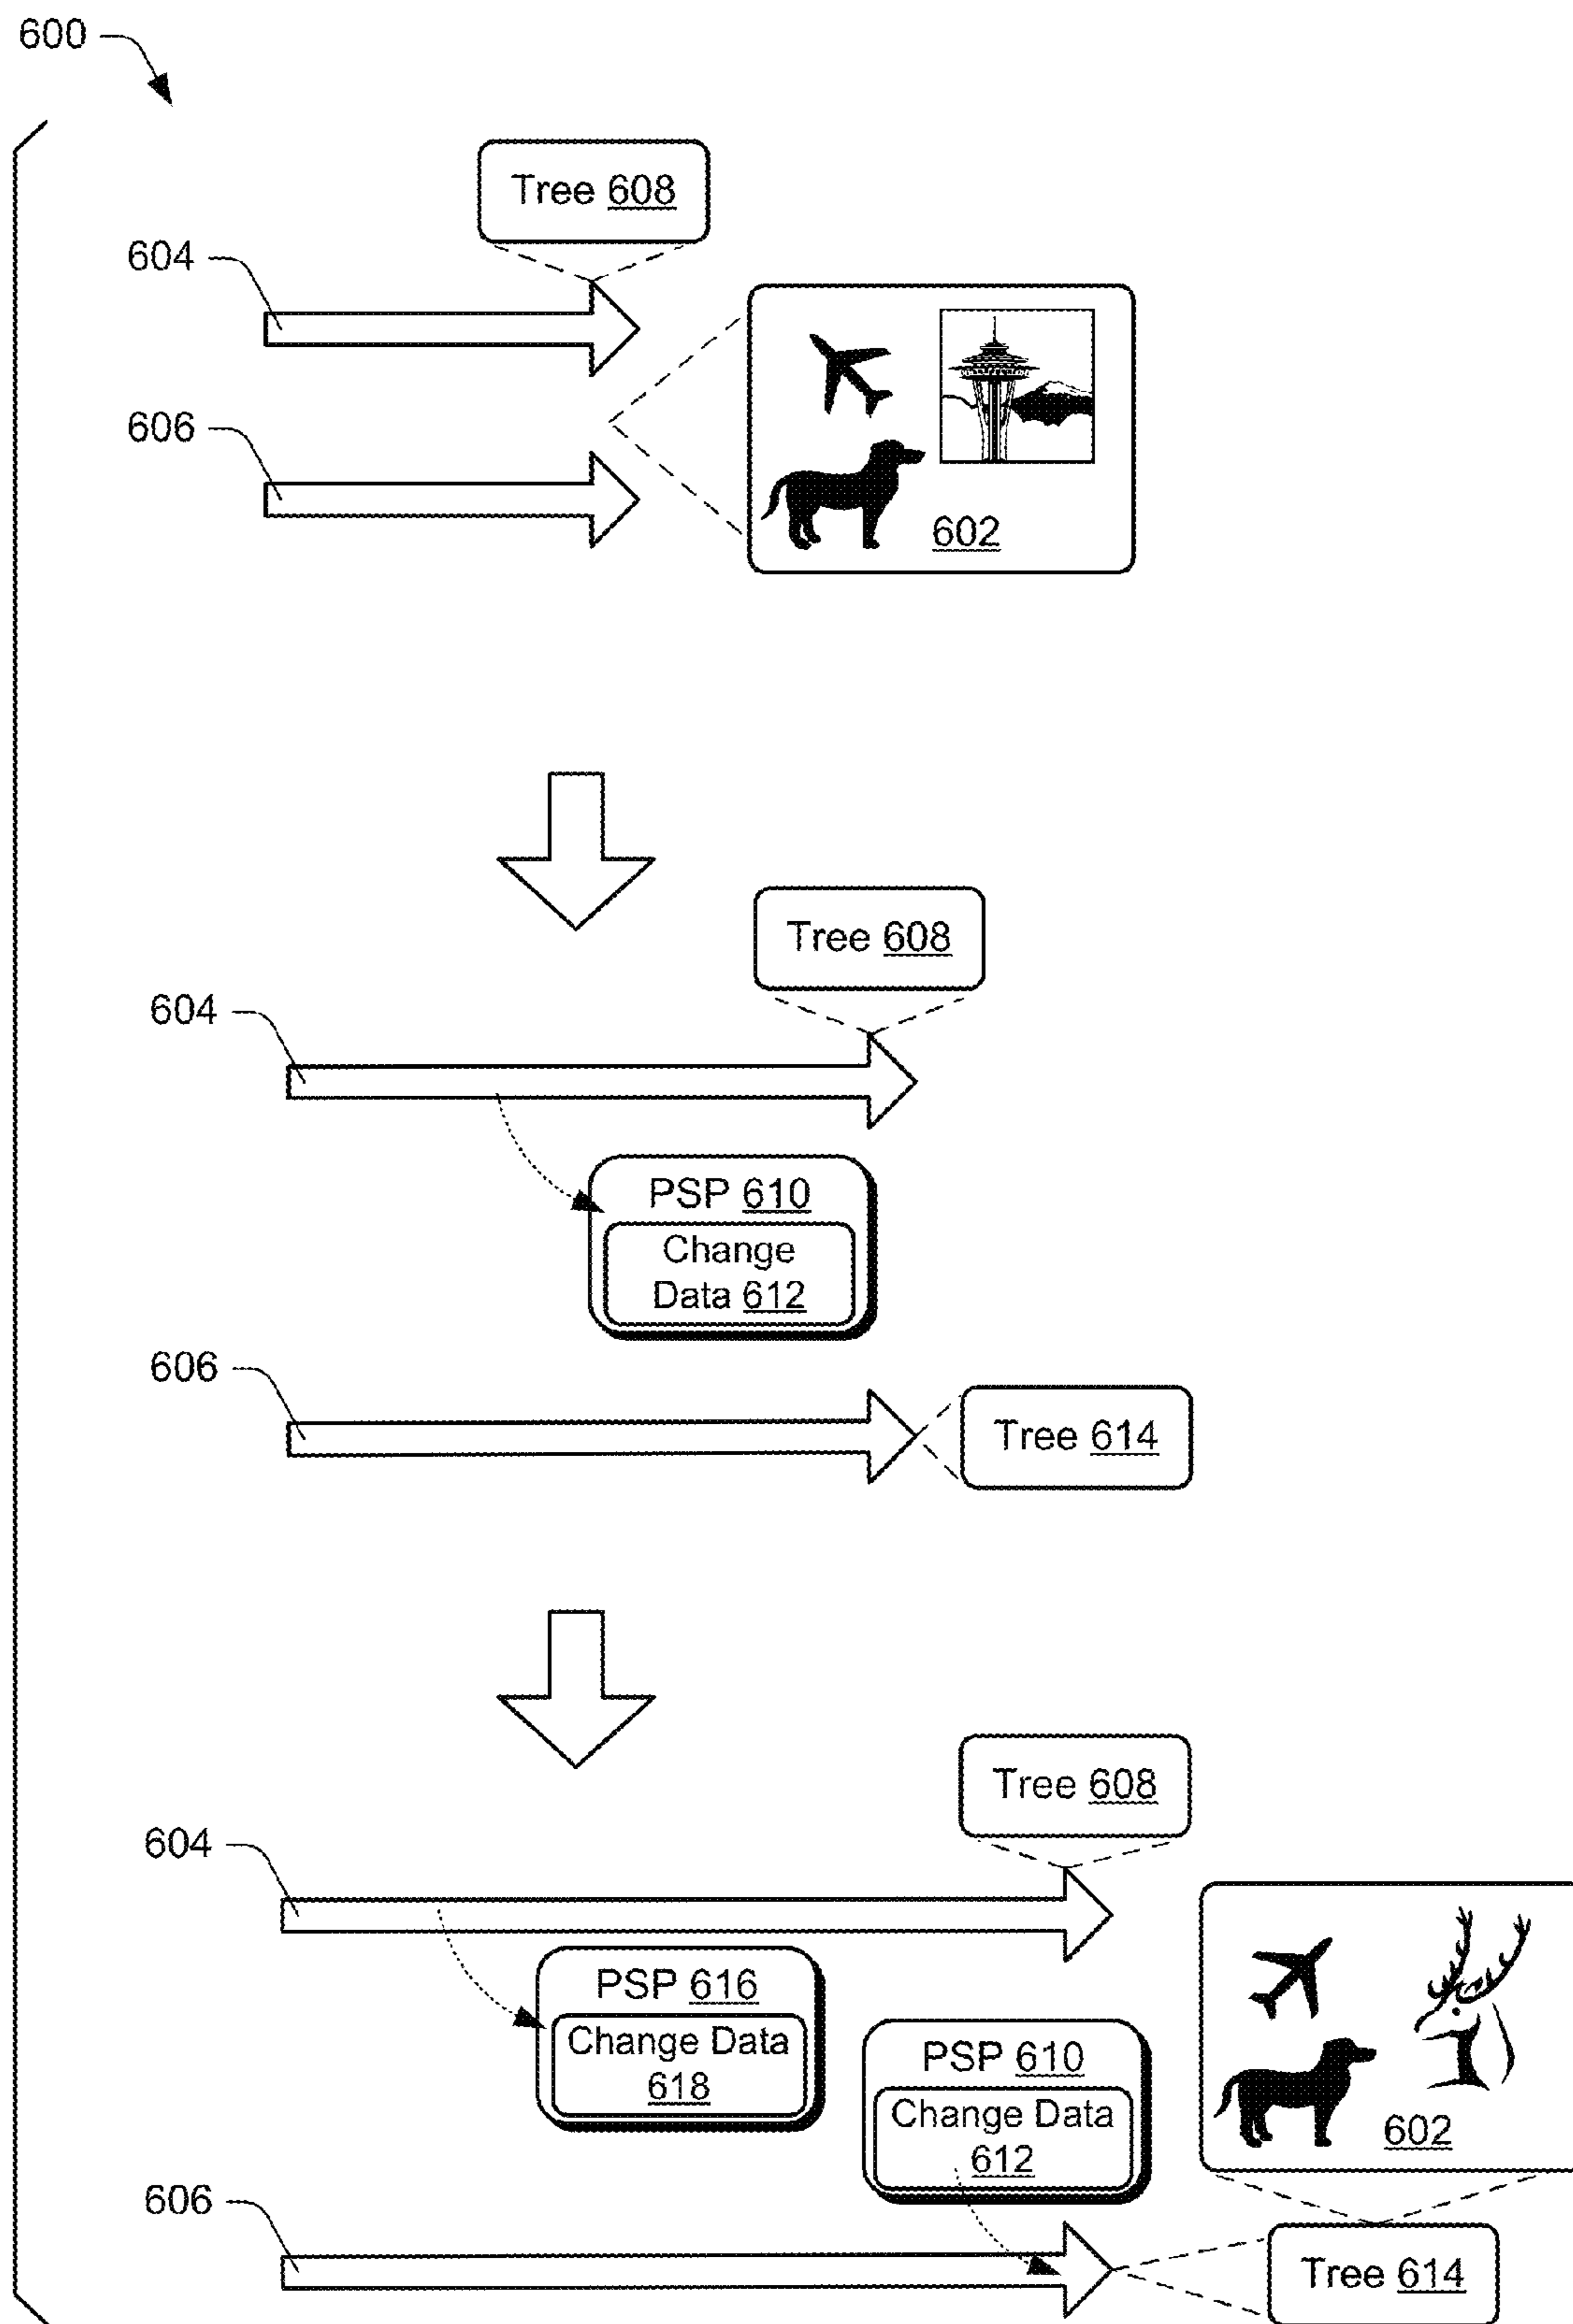 600
Tree 608
604
606
602
Tree 608
604
PSP 610
Change
Data 612
606
Tree 614
Tree 608
604
PSP 616
Change Data
618
PSP 610
Change Data
612
602
606
Tree 614